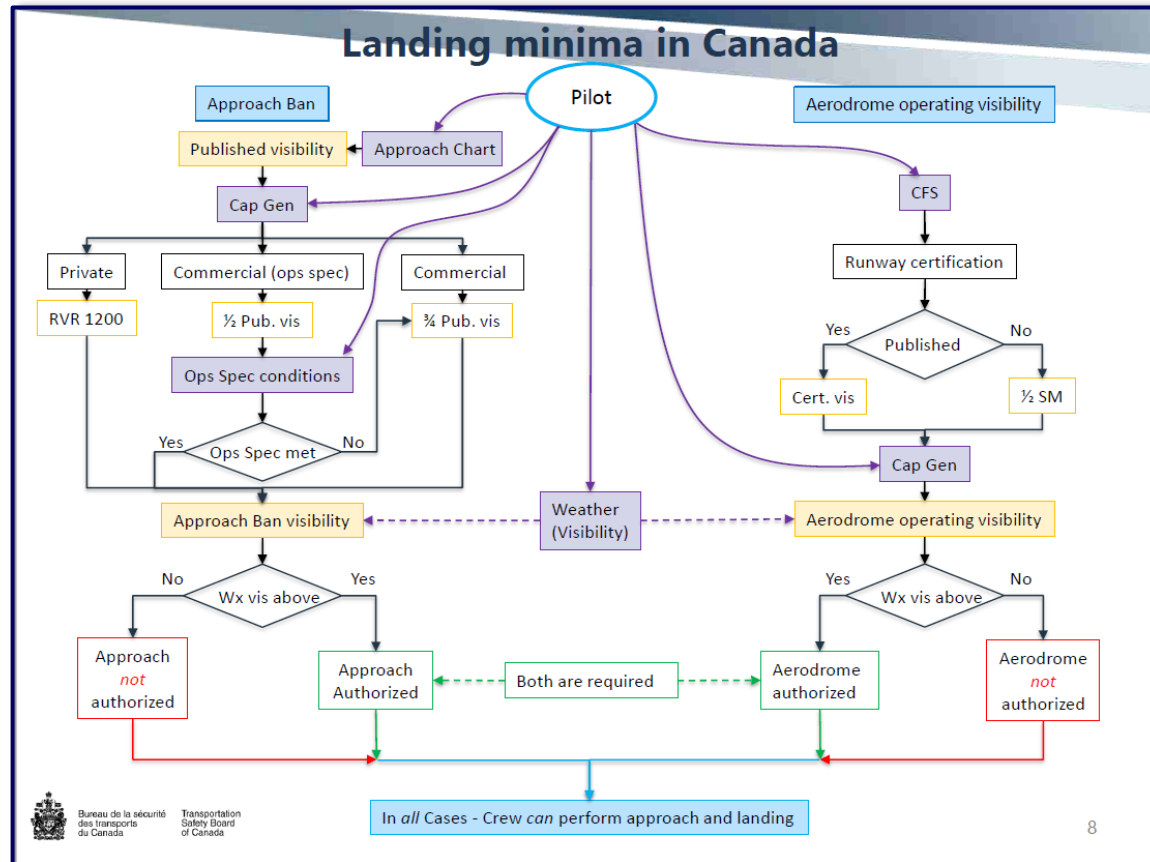 Landing minima in Canada
Pilot
Approach Ban
Aerodrome operating visibility
Published visibility
Approach Chart
Cap Gen
CFS
Private
Commercial (ops spec)
Commercial
Runway certification
RVR 1200
½ Pub. vis
¾ Pub. vis
Yes
No
Published
Ops Spec conditions
Cert. vis
½ SM
Yes
No
Ops Spec met
Cap Gen
Approach Ban visibility
Weather
(Visibility)
Aerodrome operating visibility
No
Yes
Wx vis above
Yes
No
Wx vis above
Approach
not
authorized
Approach
Authorized
Both are required
Aerodrome
authorized
Aerodrome
not
authorized
In all Cases - Crew can perform approach and landing
Bureau de la sécurité
des transports
du Canada
Transportation
Safety Board
of Canada
8